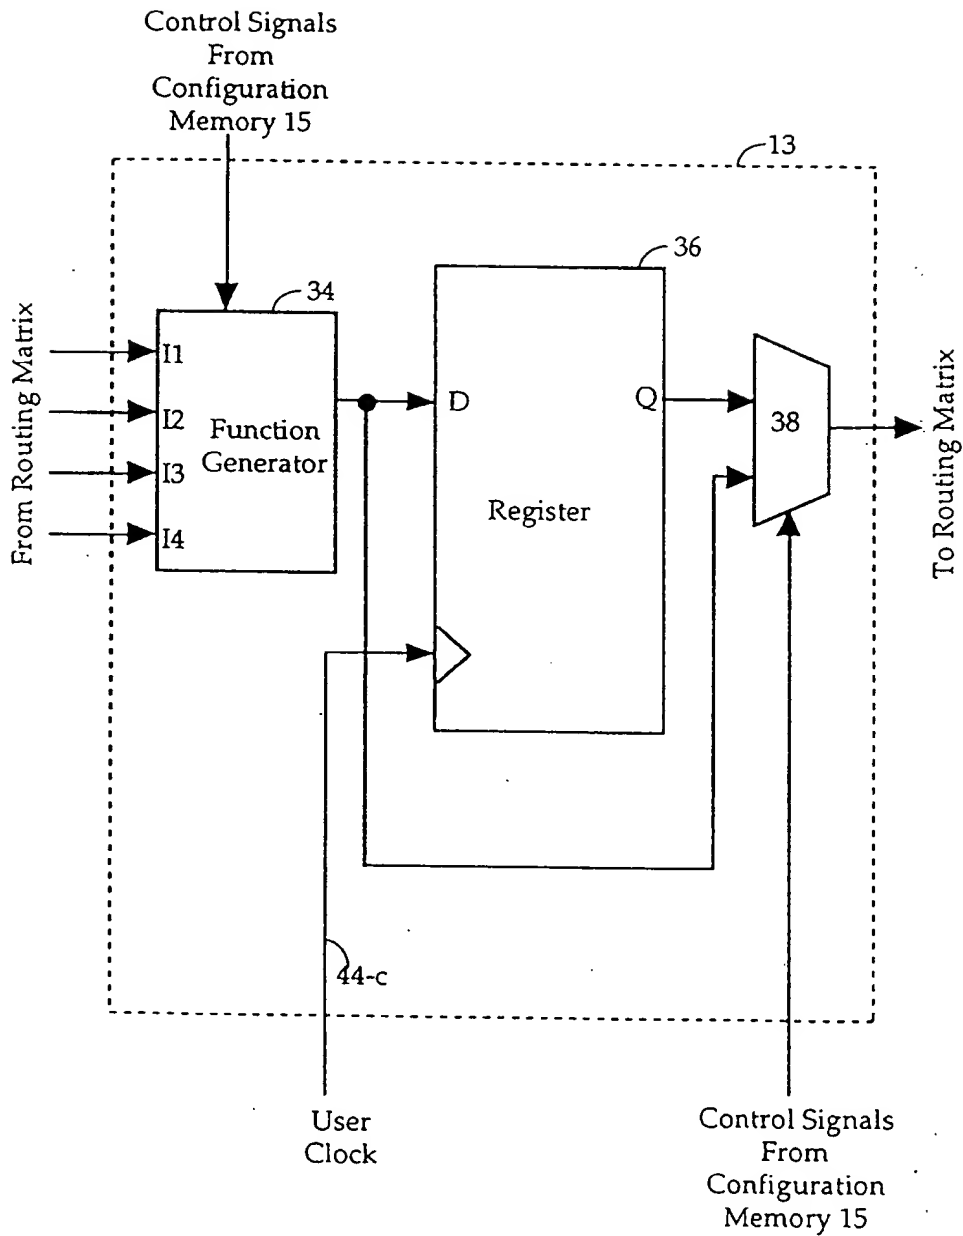 Control Signals
From
Configuration
Memory 15
13
36
34
From Routing Matrix
I1
I2
I3
I4
Function
Generator
D
Q
Register
38
To Routing Matrix
44-c
User
Clock
Control Signals
From
Configuration
Memory 15